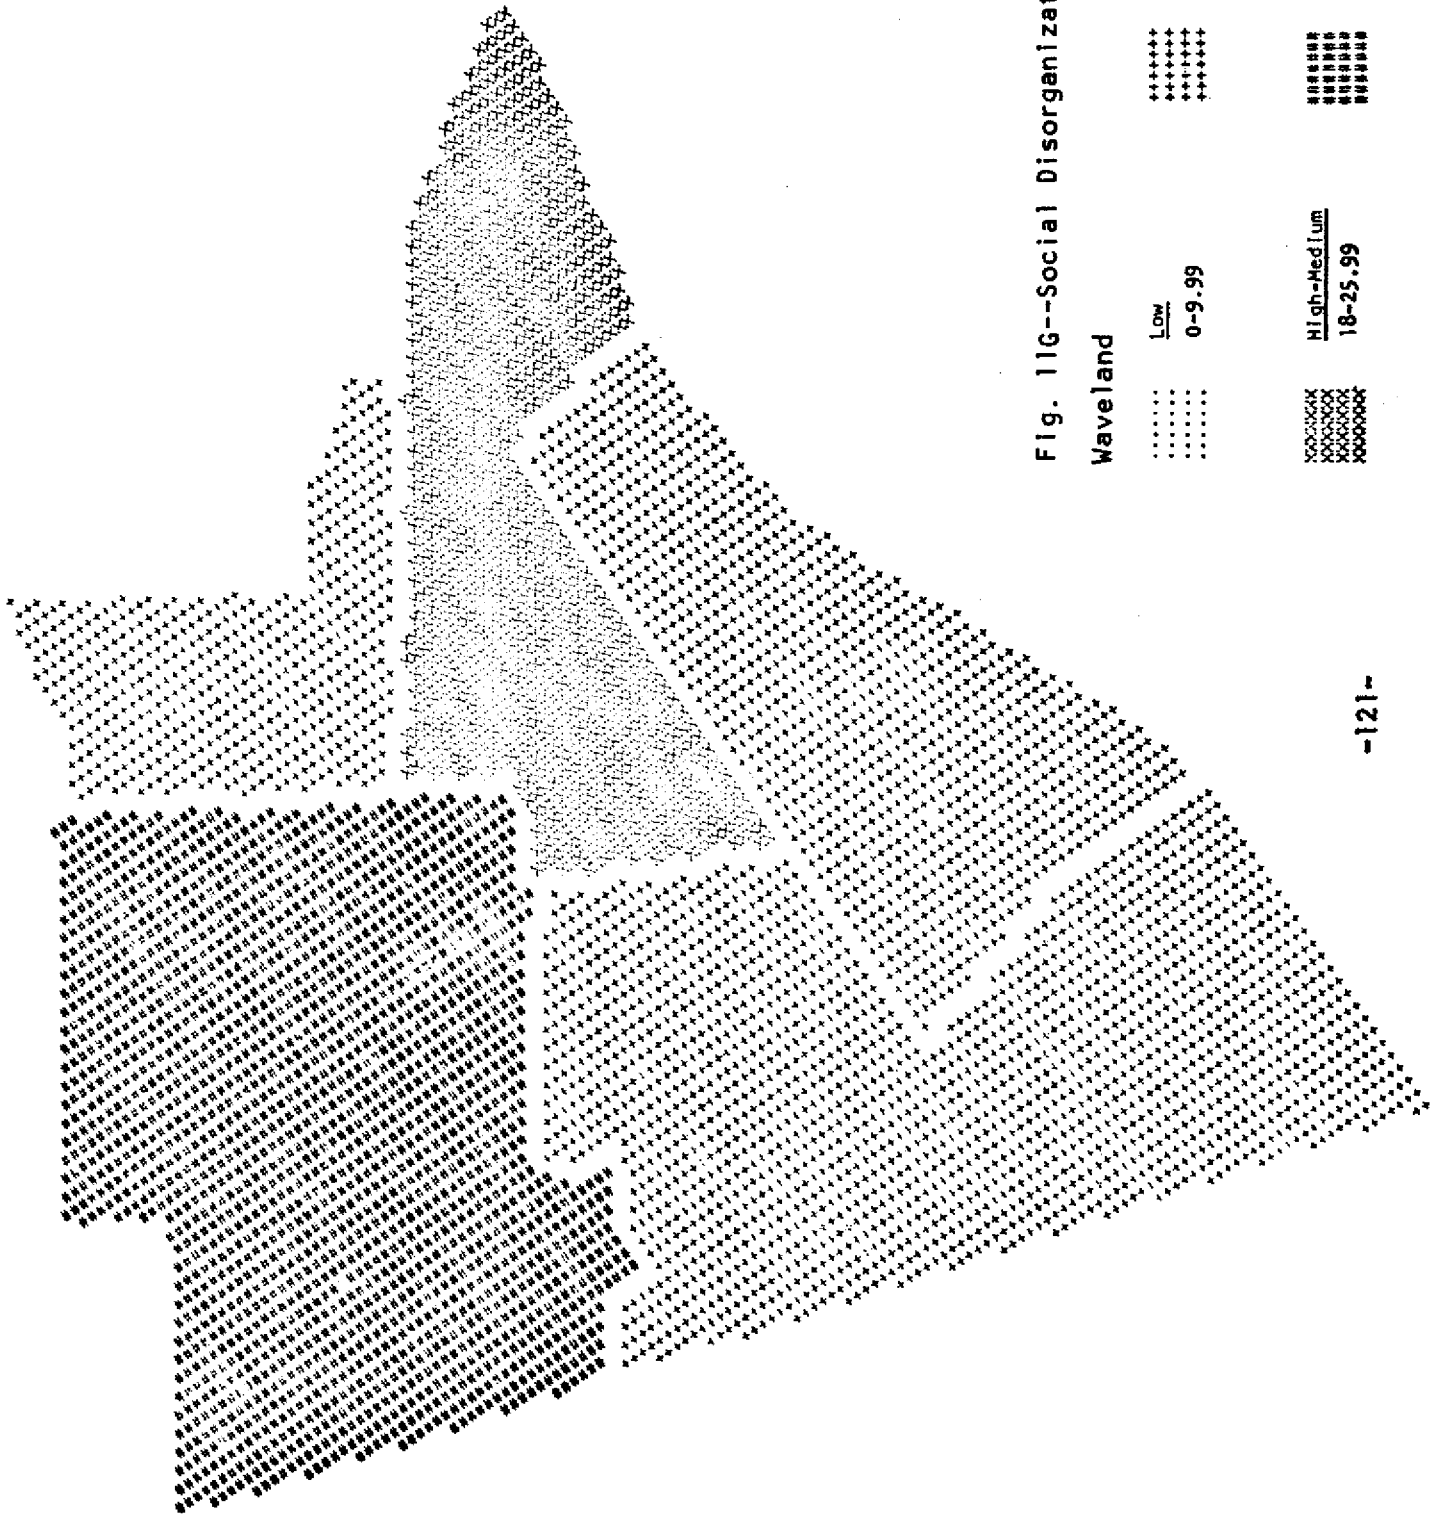 Fig. 11G--Social Disorganizat
Waveland
Low
0-9.99
High-Medium
18-25.99
-121-